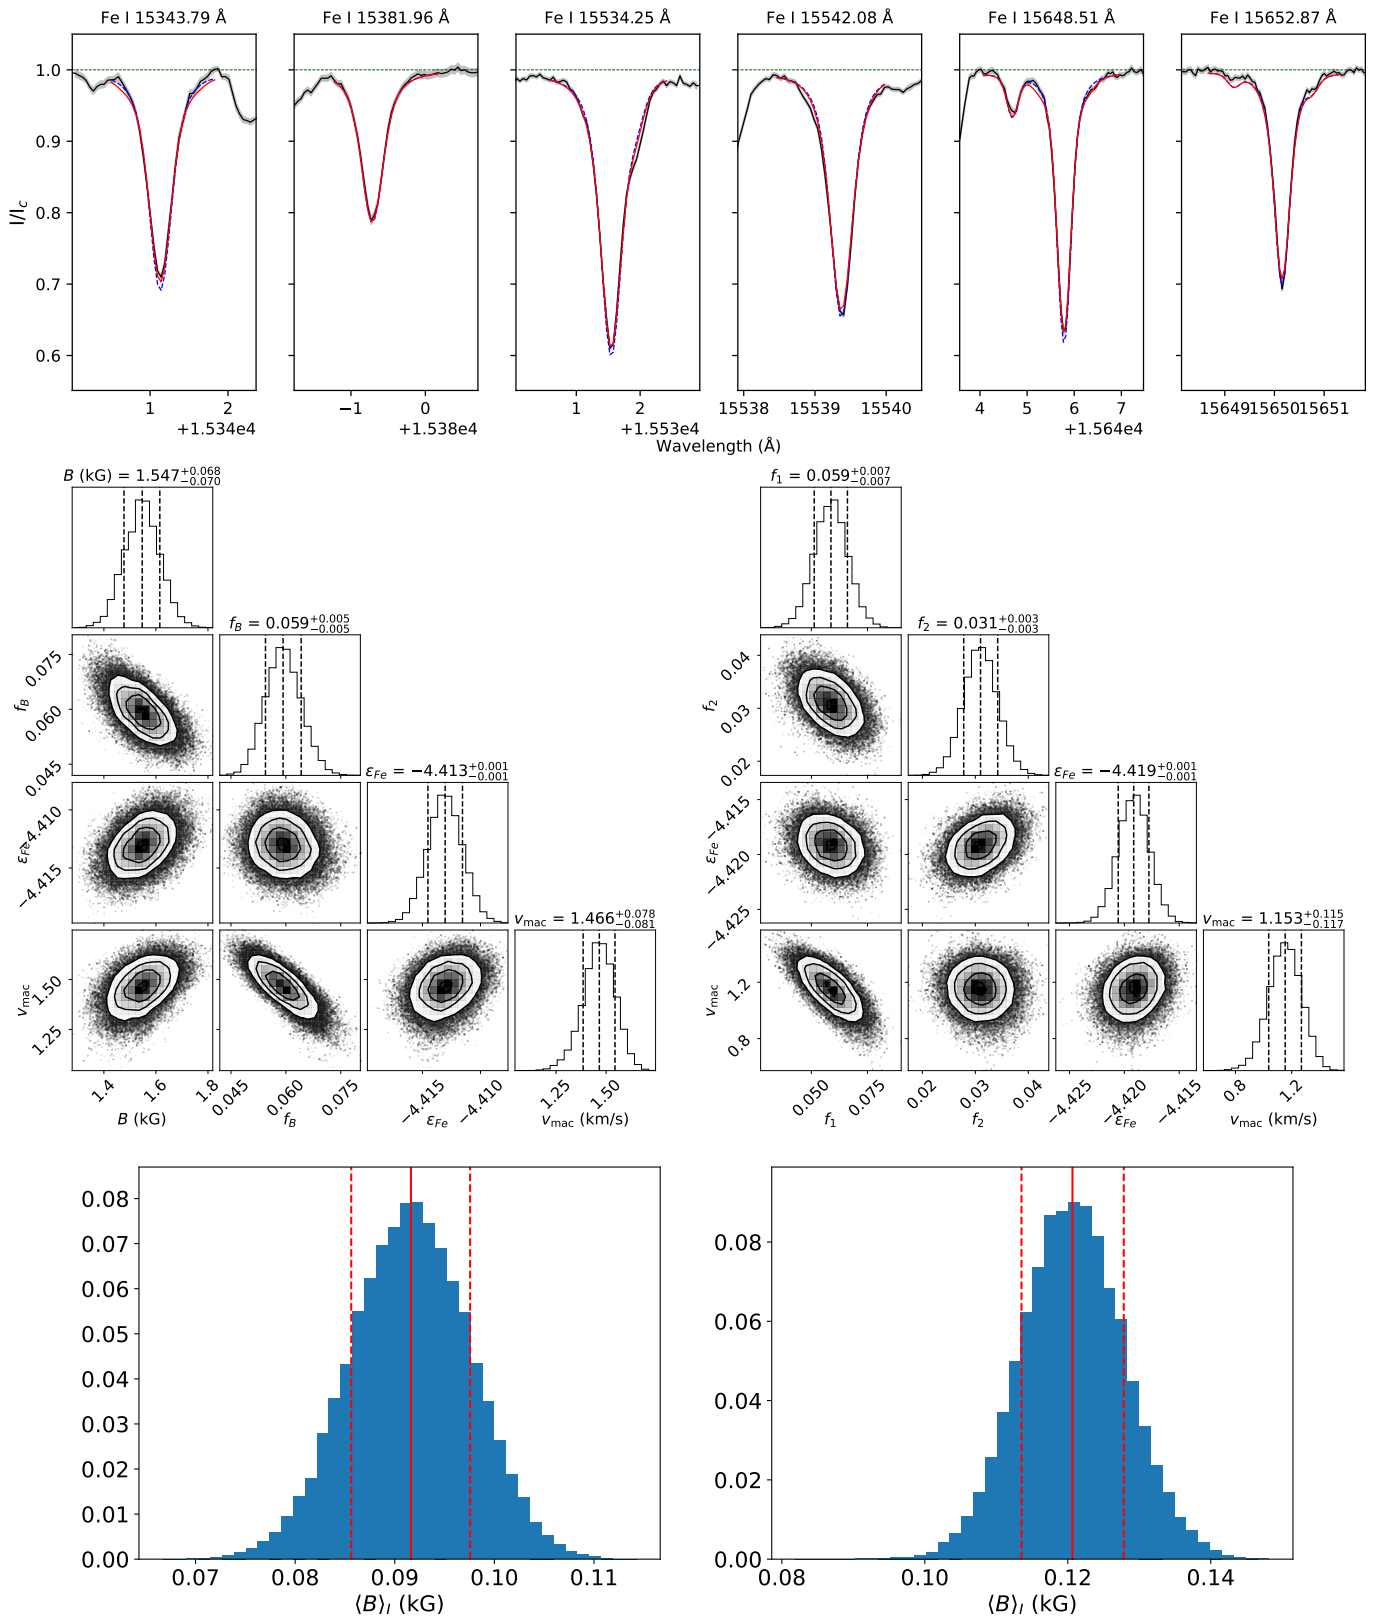 Fe I 15343.79 Å
Fe I 15381.96 Å
Fe I 15534.25 Å
Fe I 15542.08 Å
Fe I 15648.51 Å
Fe I 15652.87 Å
I/I_c
1.0
0.9
0.8
0.7
0.6
1 2
+1.534e4
−1 0
+1.538e4
1 2
+1.553e4
15538 15539 15540
4 5 6 7
+1.564e4
15649 15650 15651
Wavelength (Å)
B (kG) = 1.547 +0.068 −0.070
f_B = 0.059 +0.005 −0.005
ε_Fe = −4.413 +0.001 −0.001
v_mac = 1.466 +0.078 −0.081
f_B
0.075
0.060
0.045
ε_Fe
−4.410
−4.415
v_mac
1.50
1.25
1.4 1.6 1.8
B (kG)
0.045 0.060 0.075
f_B
−4.415 −4.410
ε_Fe
1.25 1.50
v_mac (km/s)
f_1 = 0.059 +0.007 −0.007
f_2 = 0.031 +0.003 −0.003
ε_Fe = −4.419 +0.001 −0.001
v_mac = 1.153 +0.115 −0.117
f_2
0.04
0.03
0.02
ε_Fe
−4.415
−4.420
−4.425
v_mac
1.2
0.8
0.050 0.075
f_1
0.02 0.03 0.04
f_2
−4.425 −4.420 −4.415
ε_Fe
0.8 1.2
v_mac (km/s)
0.08
0.07
0.06
0.05
0.04
0.03
0.02
0.01
0.00
0.07 0.08 0.09 0.10 0.11
⟨B⟩_I (kG)
0.08
0.06
0.04
0.02
0.00
0.08 0.10 0.12 0.14
⟨B⟩_I (kG)